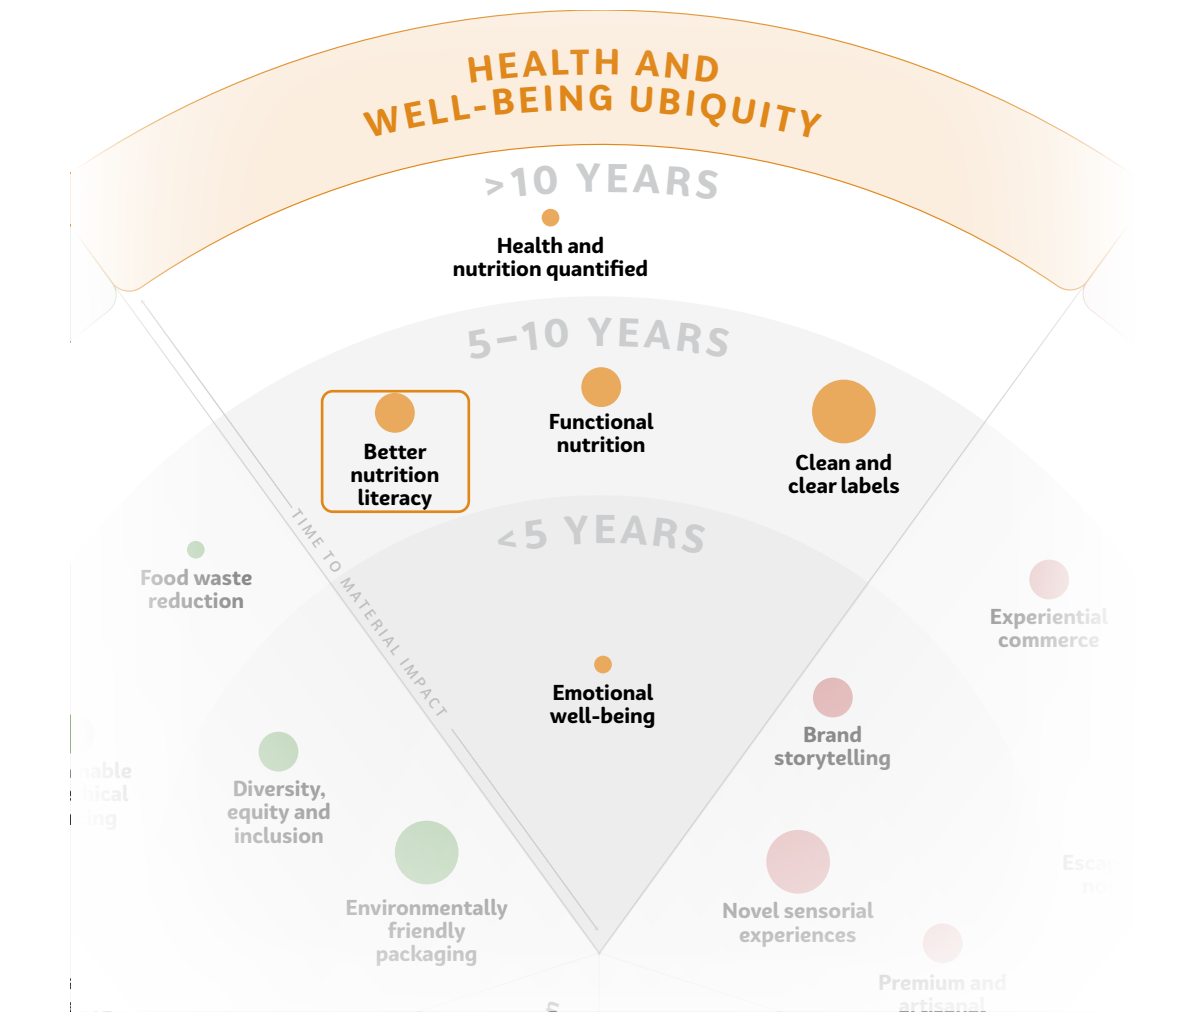 HEALTH AND
WELL-BEING UBIQUITY
>10 YEARS
Health and
nutrition quantified
5–10 YEARS
Better
nutrition
literacy
Functional
nutrition
Clean and
clear labels
<5 YEARS
TIME TO MATERIAL IMPACT
Food waste
reduction
Experiential
commerce
Emotional
well-being
Brand
storytelling
Diversity,
equity and
inclusion
Environmentally
friendly
packaging
Novel sensorial
experiences
Premium and
artisanal